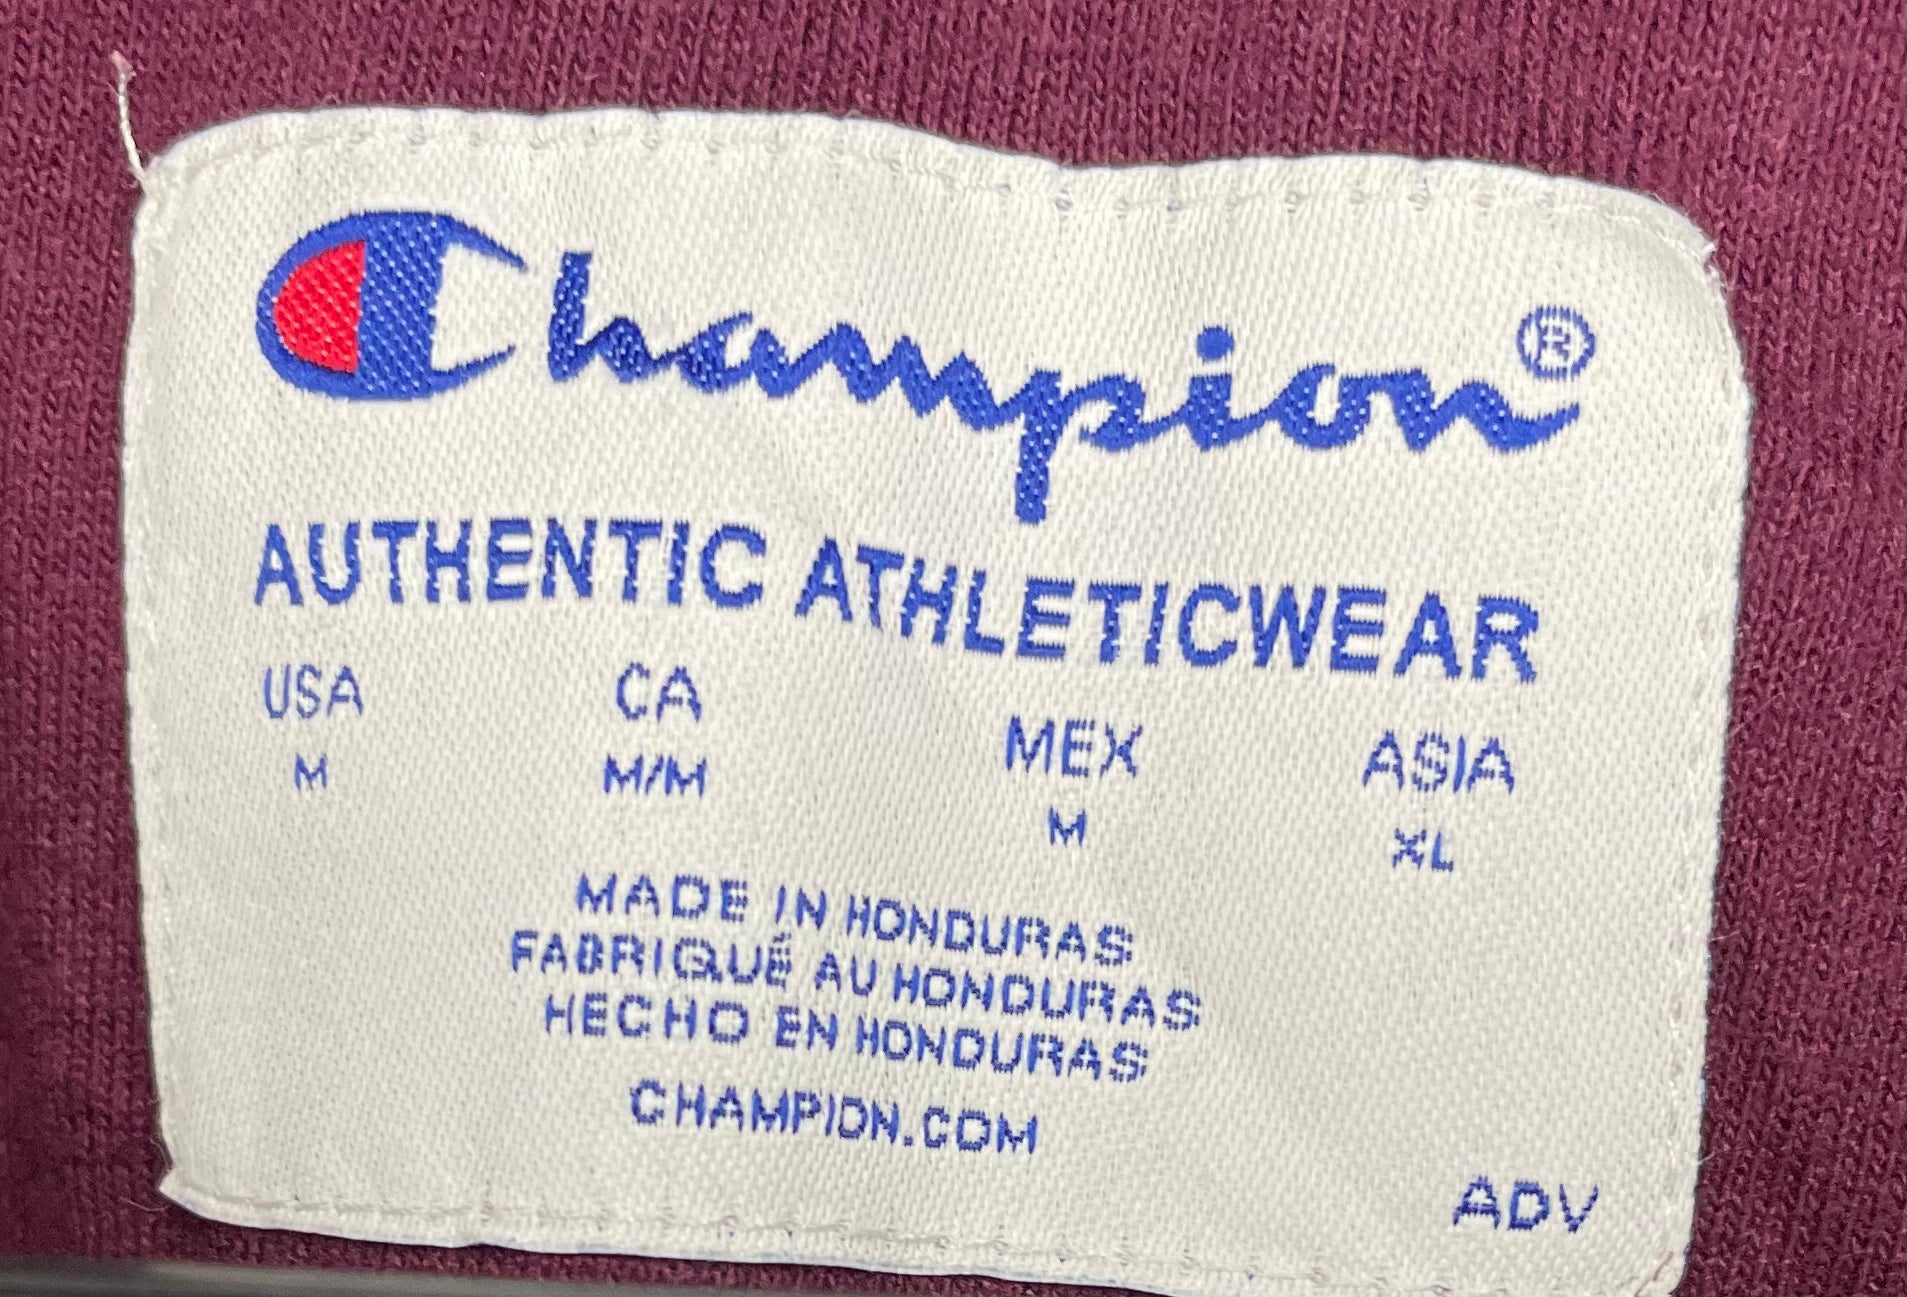 Champion®
AUTHENTIC ATHLETICWEAR
USA CA MEX ASIA
M M/M M XL
MADE IN HONDURAS
FABRIQUÉ AU HONDURAS
HECHO EN HONDURAS
CHAMPION.COM
ADV